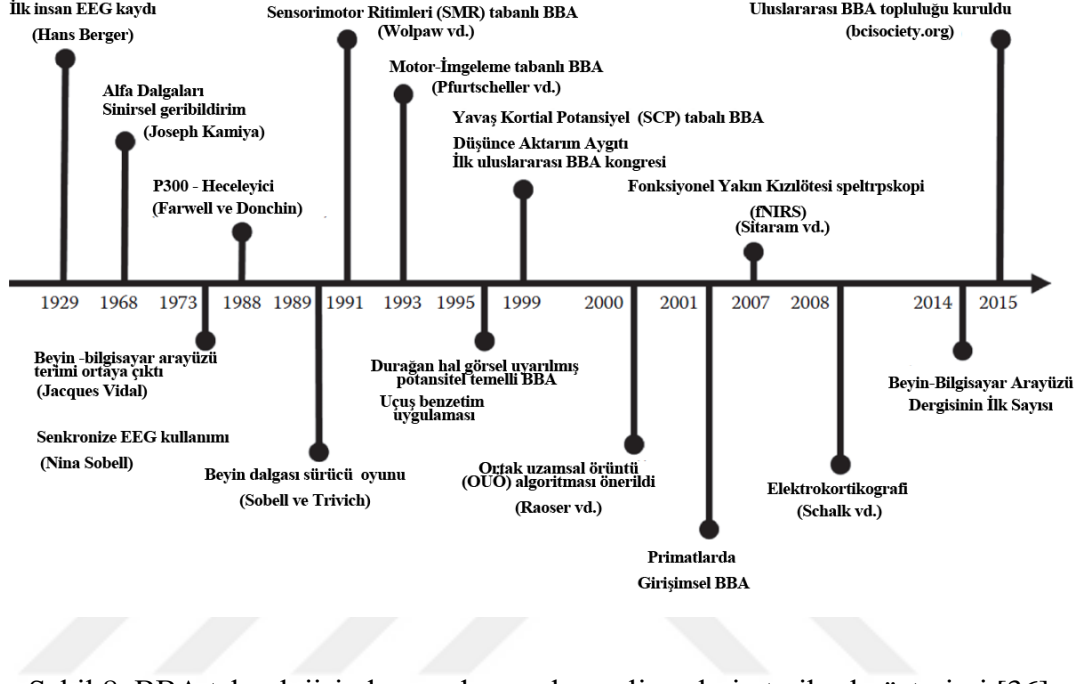 İlk insan EEG kaydı
(Hans Berger)
Alfa Dalgaları
Sinirsel geribildirim
(Joseph Kamiya)
P300 - Heceleyici
(Farwell ve Donchin)
Sensorimotor Ritimleri (SMR) tabanlı BBA
(Wolpaw vd.)
Motor-İmgeleme tabanlı BBA
(Pfurtscheller vd.)
Yavaş Kortial Potansiyel (SCP) tabalı BBA
Düşünce Aktarım Aygıtı
İlk uluslararası BBA kongresi
Fonksiyonel Yakın Kızılötesi speltrpskopi
(fNIRS)
(Sitaram vd.)
Uluslararası BBA topluluğu kuruldu
(bcisociety.org)
1929 1968 1973 1988 1989 1991 1993 1995 1999 2000 2001 2007 2008 2014 2015
Beyin -bilgisayar arayüzü
terimi ortaya çıktı
(Jacques Vidal)
Senkronize EEG kullanımı
(Nina Sobell)
Beyin dalgası sürücü oyunu
(Sobell ve Trivich)
Durağan hal görsel uyarılmış
potansitel temelli BBA
Uçuş benzetim
uygulaması
Ortak uzamsal örüntü
(OUÖ) algoritması önerildi
(Raoser vd.)
Primatlarda
Girişimsel BBA
Elektrokortikografi
(Schalk vd.)
Beyin-Bilgisayar Arayüzü
Dergisinin İlk Sayısı